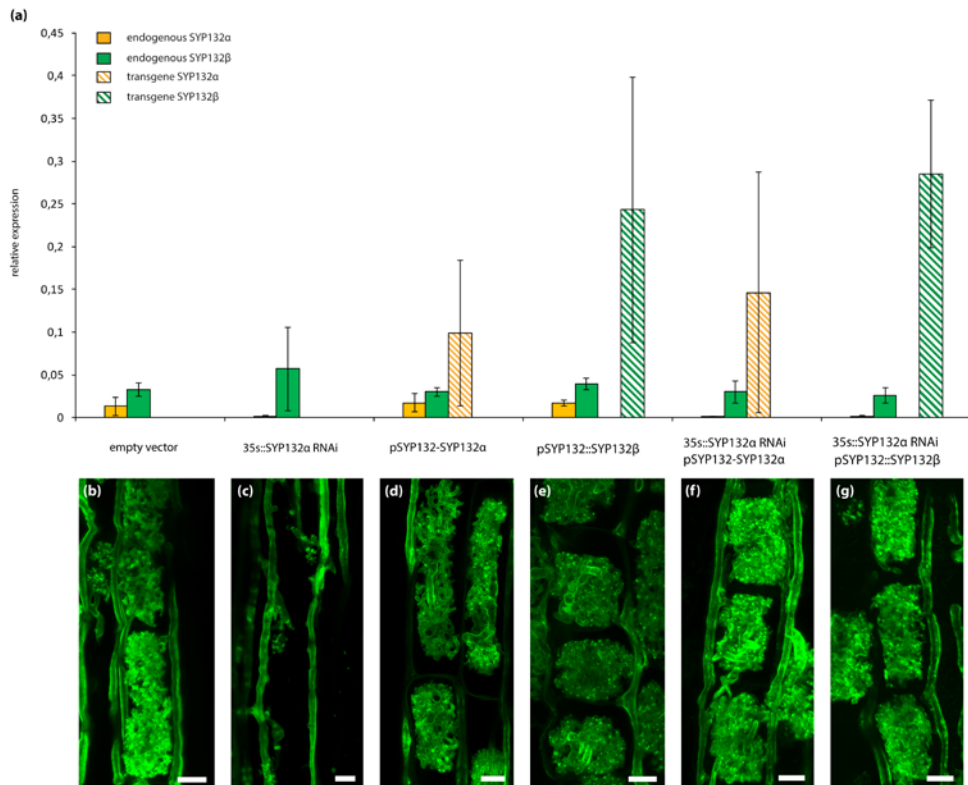 (a)
0,45
0,4
0,35
0,3
0,25
0,2
0,15
0,1
0,05
0
relative expression
endogenous SYP132α
endogenous SYP132β
transgene SYP132α
transgene SYP132β
empty vector
35s::SYP132α RNAi
pSYP132-SYP132α
pSYP132::SYP132β
35s::SYP132α RNAi
pSYP132-SYP132α
35s::SYP132α RNAi
pSYP132::SYP132β
(b)
(c)
(d)
(e)
(f)
(g)